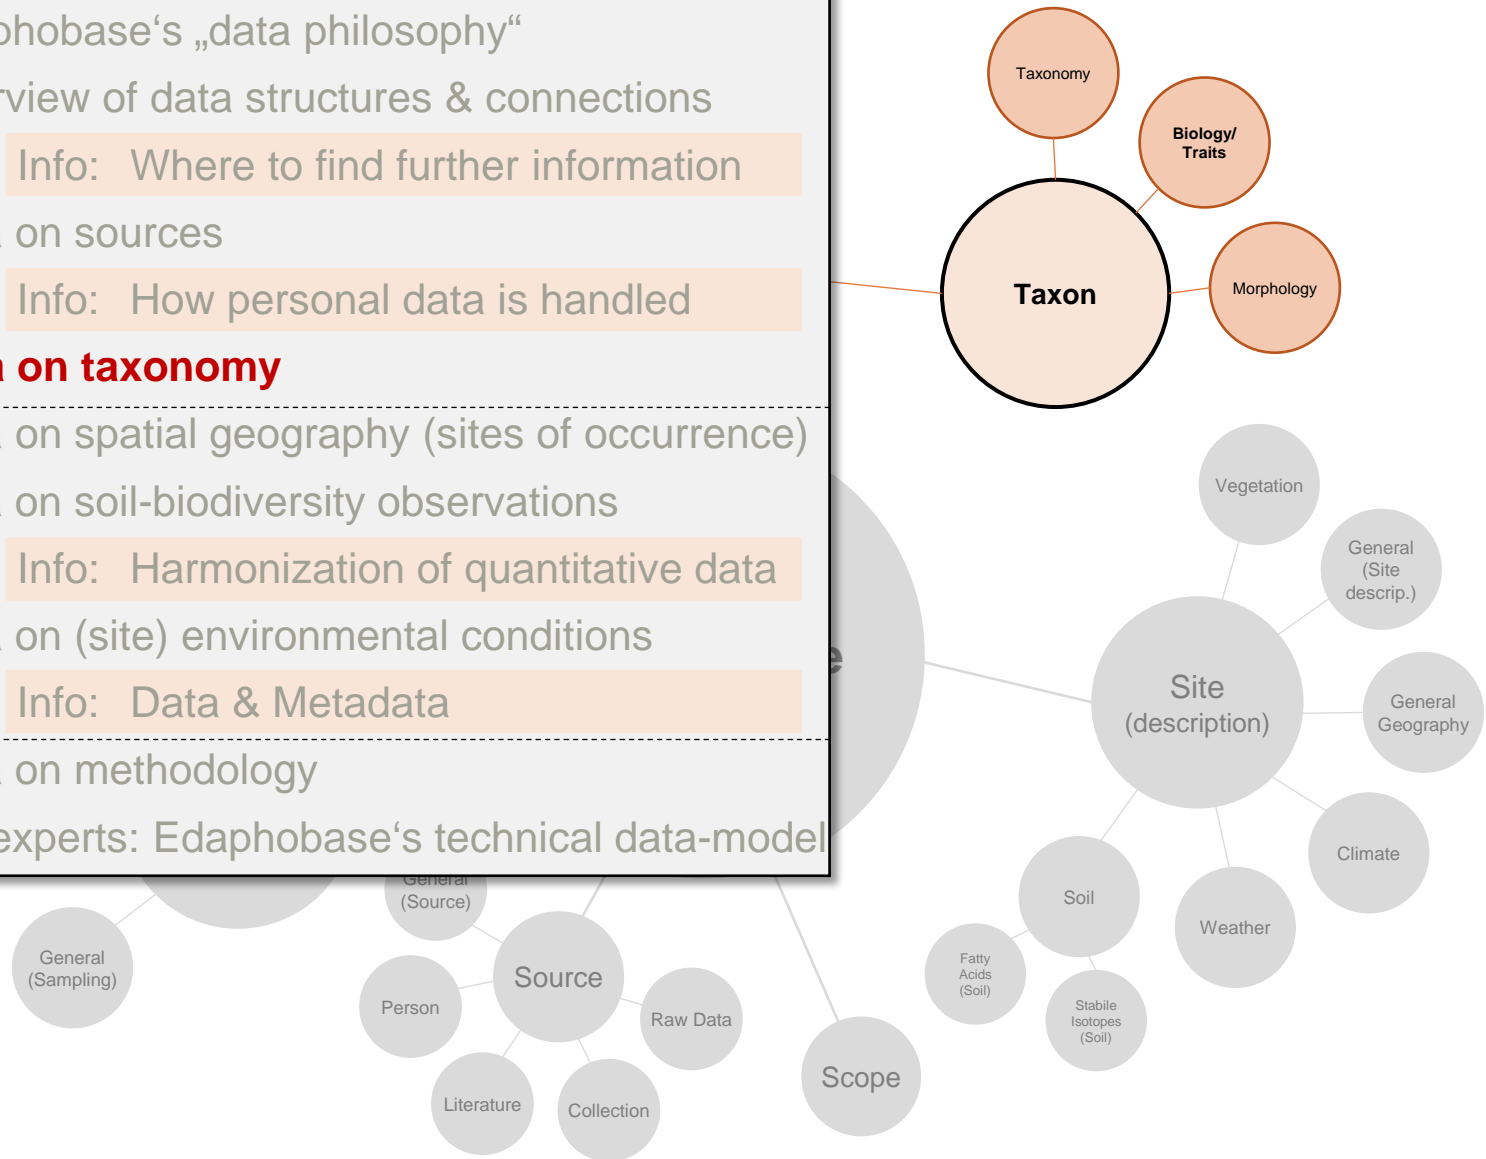 phobase‘s „data philosophy“
rview of data structures & connections
Info: Where to find further information
on sources
Info: How personal data is handled
a on taxonomy
on spatial geography (sites of occurrence)
on soil-biodiversity observations
Info: Harmonization of quantitative data
on (site) environmental conditions
Info: Data & Metadata
on methodology
experts: Edaphobase‘s technical data-model
Taxonomy
Biology/
Traits
Taxon
Morphology
e
Vegetation
General
(Site
descrip.)
Site
(description)
General
Geography
Climate
Weather
Soil
Fatty
Acids
(Soil)
Stabile
Isotopes
(Soil)
General
(Sampling)
General
(Source)
Source
Person
Raw Data
Literature
Collection
Scope